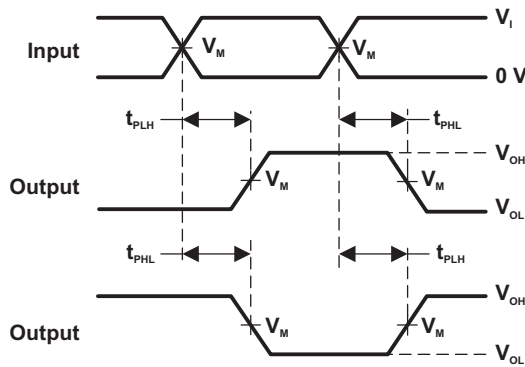 V_I
Input
V_M
V_M
0 V
t_PLH
t_PHL
V_OH
Output
V_M
V_M
V_OL
t_PHL
t_PLH
V_OH
Output
V_M
V_M
V_OL